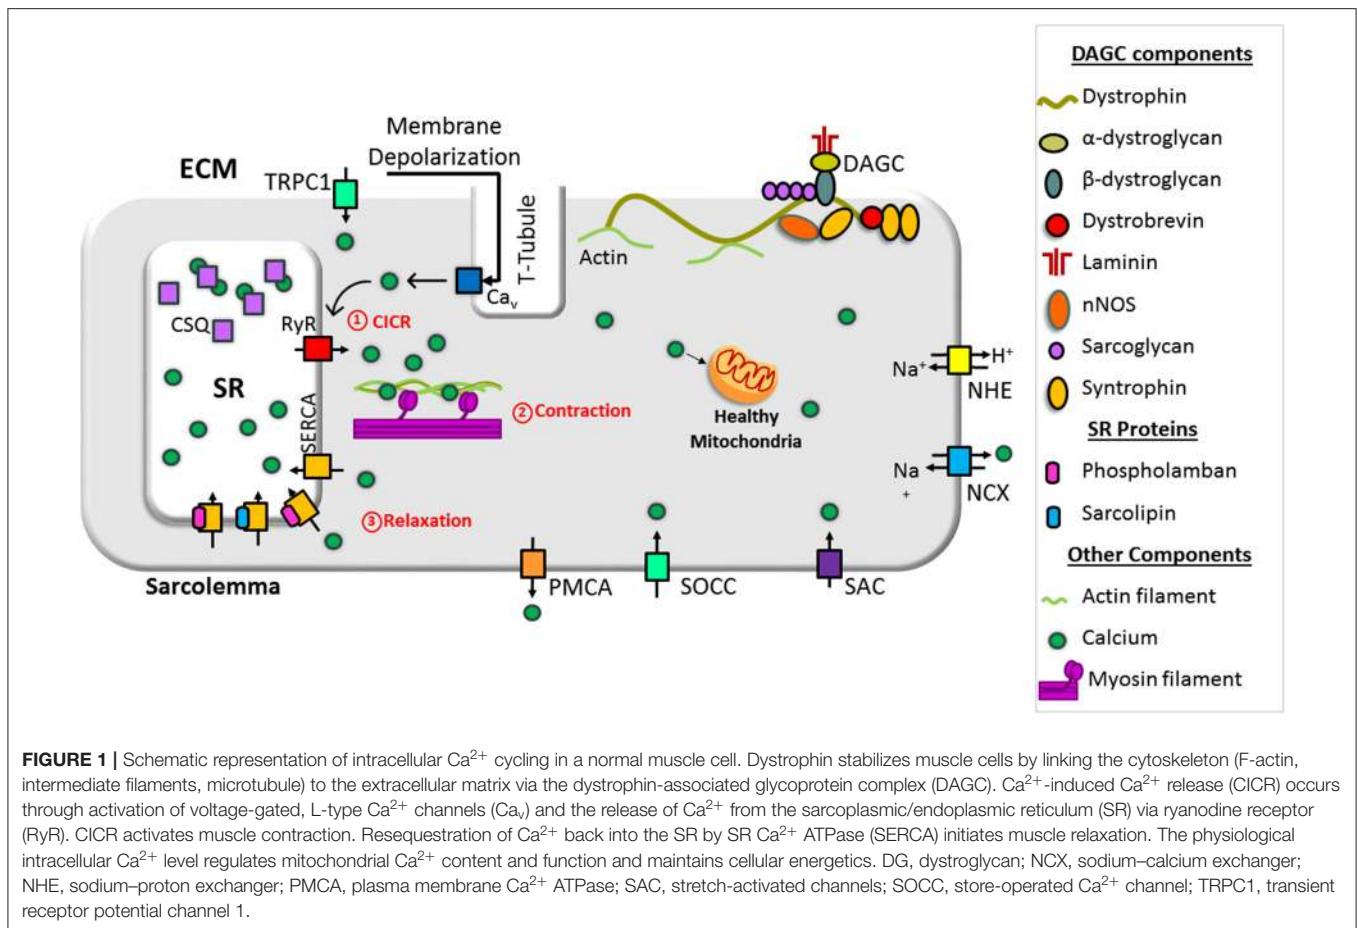 Membrane
Depolarization
ECM
TRPC1
T-Tubule
DAGC
Actin
Ca
v
CSQ
RyR
① CICR
SR
SERCA
② Contraction
Healthy
Mitochondria
③ Relaxation
Na⁺
H⁺
NHE
Na
+
NCX
Sarcolemma
PMCA
SOCC
SAC
DAGC components
Dystrophin
α-dystroglycan
β-dystroglycan
Dystrobrevin
Laminin
nNOS
Sarcoglycan
Syntrophin
SR Proteins
Phospholamban
Sarcolipin
Other Components
Actin filament
Calcium
Myosin filament
FIGURE 1 | Schematic representation of intracellular Ca²⁺ cycling in a normal muscle cell. Dystrophin stabilizes muscle cells by linking the cytoskeleton (F-actin,
intermediate filaments, microtubule) to the extracellular matrix via the dystrophin-associated glycoprotein complex (DAGC). Ca²⁺-induced Ca²⁺ release (CICR) occurs
through activation of voltage-gated, L-type Ca²⁺ channels (Caᵥ) and the release of Ca²⁺ from the sarcoplasmic/endoplasmic reticulum (SR) via ryanodine receptor
(RyR). CICR activates muscle contraction. Resequestration of Ca²⁺ back into the SR by SR Ca²⁺ ATPase (SERCA) initiates muscle relaxation. The physiological
intracellular Ca²⁺ level regulates mitochondrial Ca²⁺ content and function and maintains cellular energetics. DG, dystroglycan; NCX, sodium–calcium exchanger;
NHE, sodium–proton exchanger; PMCA, plasma membrane Ca²⁺ ATPase; SAC, stretch-activated channels; SOCC, store-operated Ca²⁺ channel; TRPC1, transient
receptor potential channel 1.